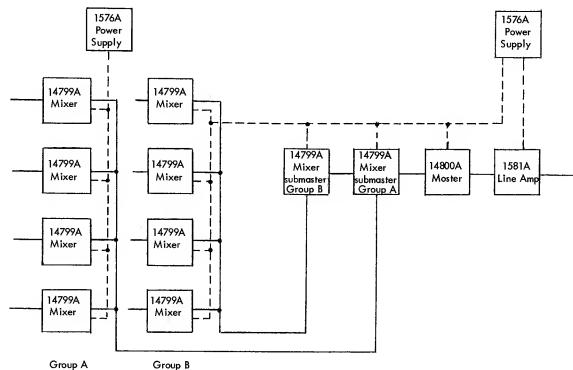 1576A
Power
Supply
1576A
Power
Supply
14799A
Mixer
14799A
Mixer
14799A
Mixer
14799A
Mixer
14799A
Mixer
submaster
Group B
14799A
Mixer
submaster
Group A
14800A
Moster
1581A
Line Amp
14799A
Mixer
14799A
Mixer
14799A
Mixer
14799A
Mixer
Group A
Group B